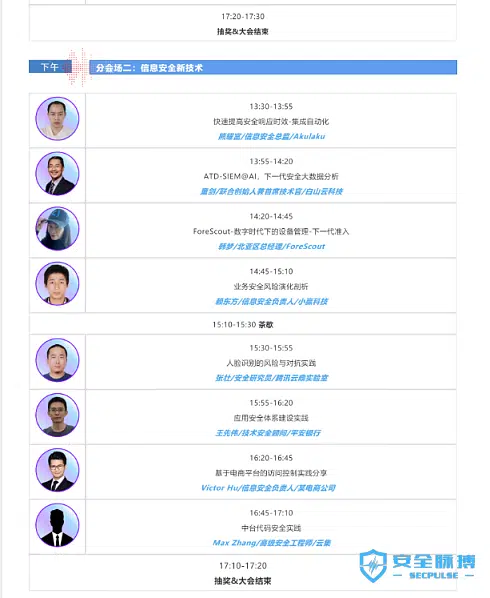 17:20-17:30
抽奖&大会结束
下午
分会场二：信息安全新技术
13:30-13:55
快速提高安全响应时效-集成自动化
顾耀富/信息安全总监/Akulaku
13:55-14:20
ATD-SIEM@AI，下一代安全大数据分析
童剑/联合创始人兼首席技术官/白山云科技
14:20-14:45
ForeScout-数字时代下的设备管理-下一代准入
韩梦/北亚区总经理/ForeScout
14:45-15:10
业务安全风险演化剖析
赖东方/信息安全负责人/小赢科技
15:10-15:30 茶歇
15:30-15:55
人脸识别的风险与对抗实践
张壮/安全研究员/腾讯云鼎实验室
15:55-16:20
应用安全体系建设实践
王先伟/技术安全顾问/平安银行
16:20-16:45
基于电商平台的访问控制实践分享
Victor Hu/信息安全负责人/某电商公司
16:45-17:10
中台代码安全实践
Max Zhang/高级安全工程师/云集
17:10-17:20
抽奖&大会结束
安全脉搏
SECPULSE